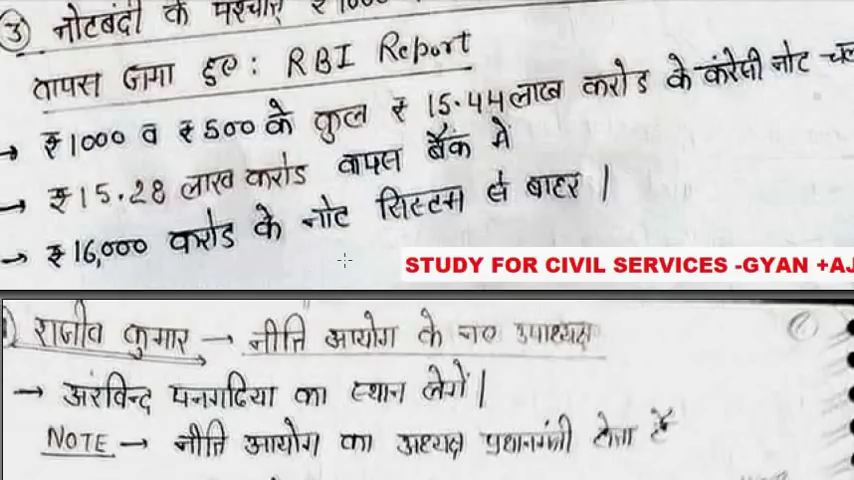 ③ नोटबंदी के पश्चात ₹1000
वापस जमा हुए: RBI Report
→ ₹1000 व ₹500 के कुल ₹ 15.44 लाख करोड के करेंसी नोट
→ ₹15.28 लाख करोड वापस बैंक में
→ ₹16,000 करोड के नोट सिस्टम से बाहर |
STUDY FOR CIVIL SERVICES -GYAN +AJ
राजीव कुमार → नीति आयोग के नए उपाध्यक्ष
→ अरविन्द पनगढिया का स्थान लेगें |
NOTE → नीति आयोग का अध्यक्ष प्रधानमंत्री होता है